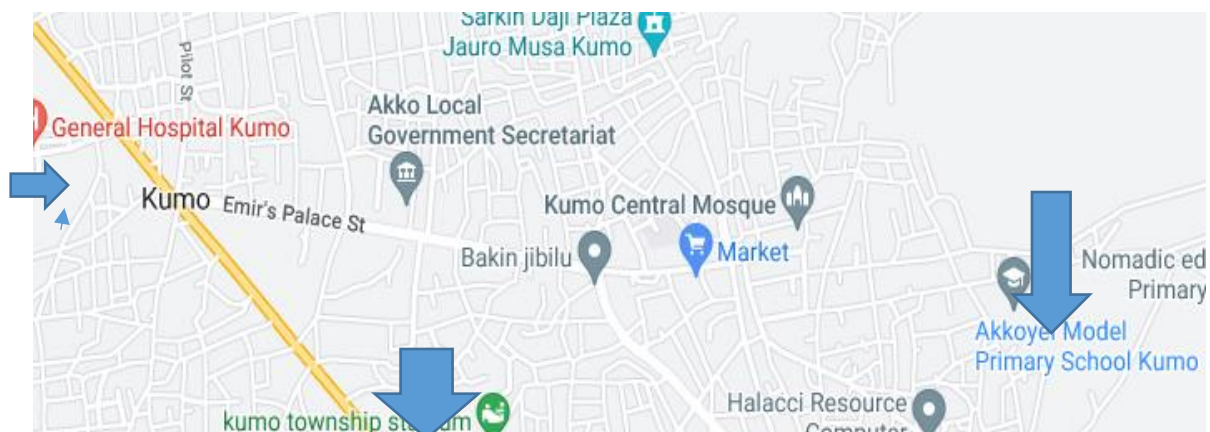 Sarkin Daji Plaza
Jauro Musa Kumo
Pilot St
Akko Local
Government Secretariat
General Hospital Kumo
Kumo
Emir's Palace St
Kumo Central Mosque
Bakin jibilu
Market
Nomadic ed
Primary
Akkoyel Model
Primary School Kumo
Halacci Resource
Computer
kumo township